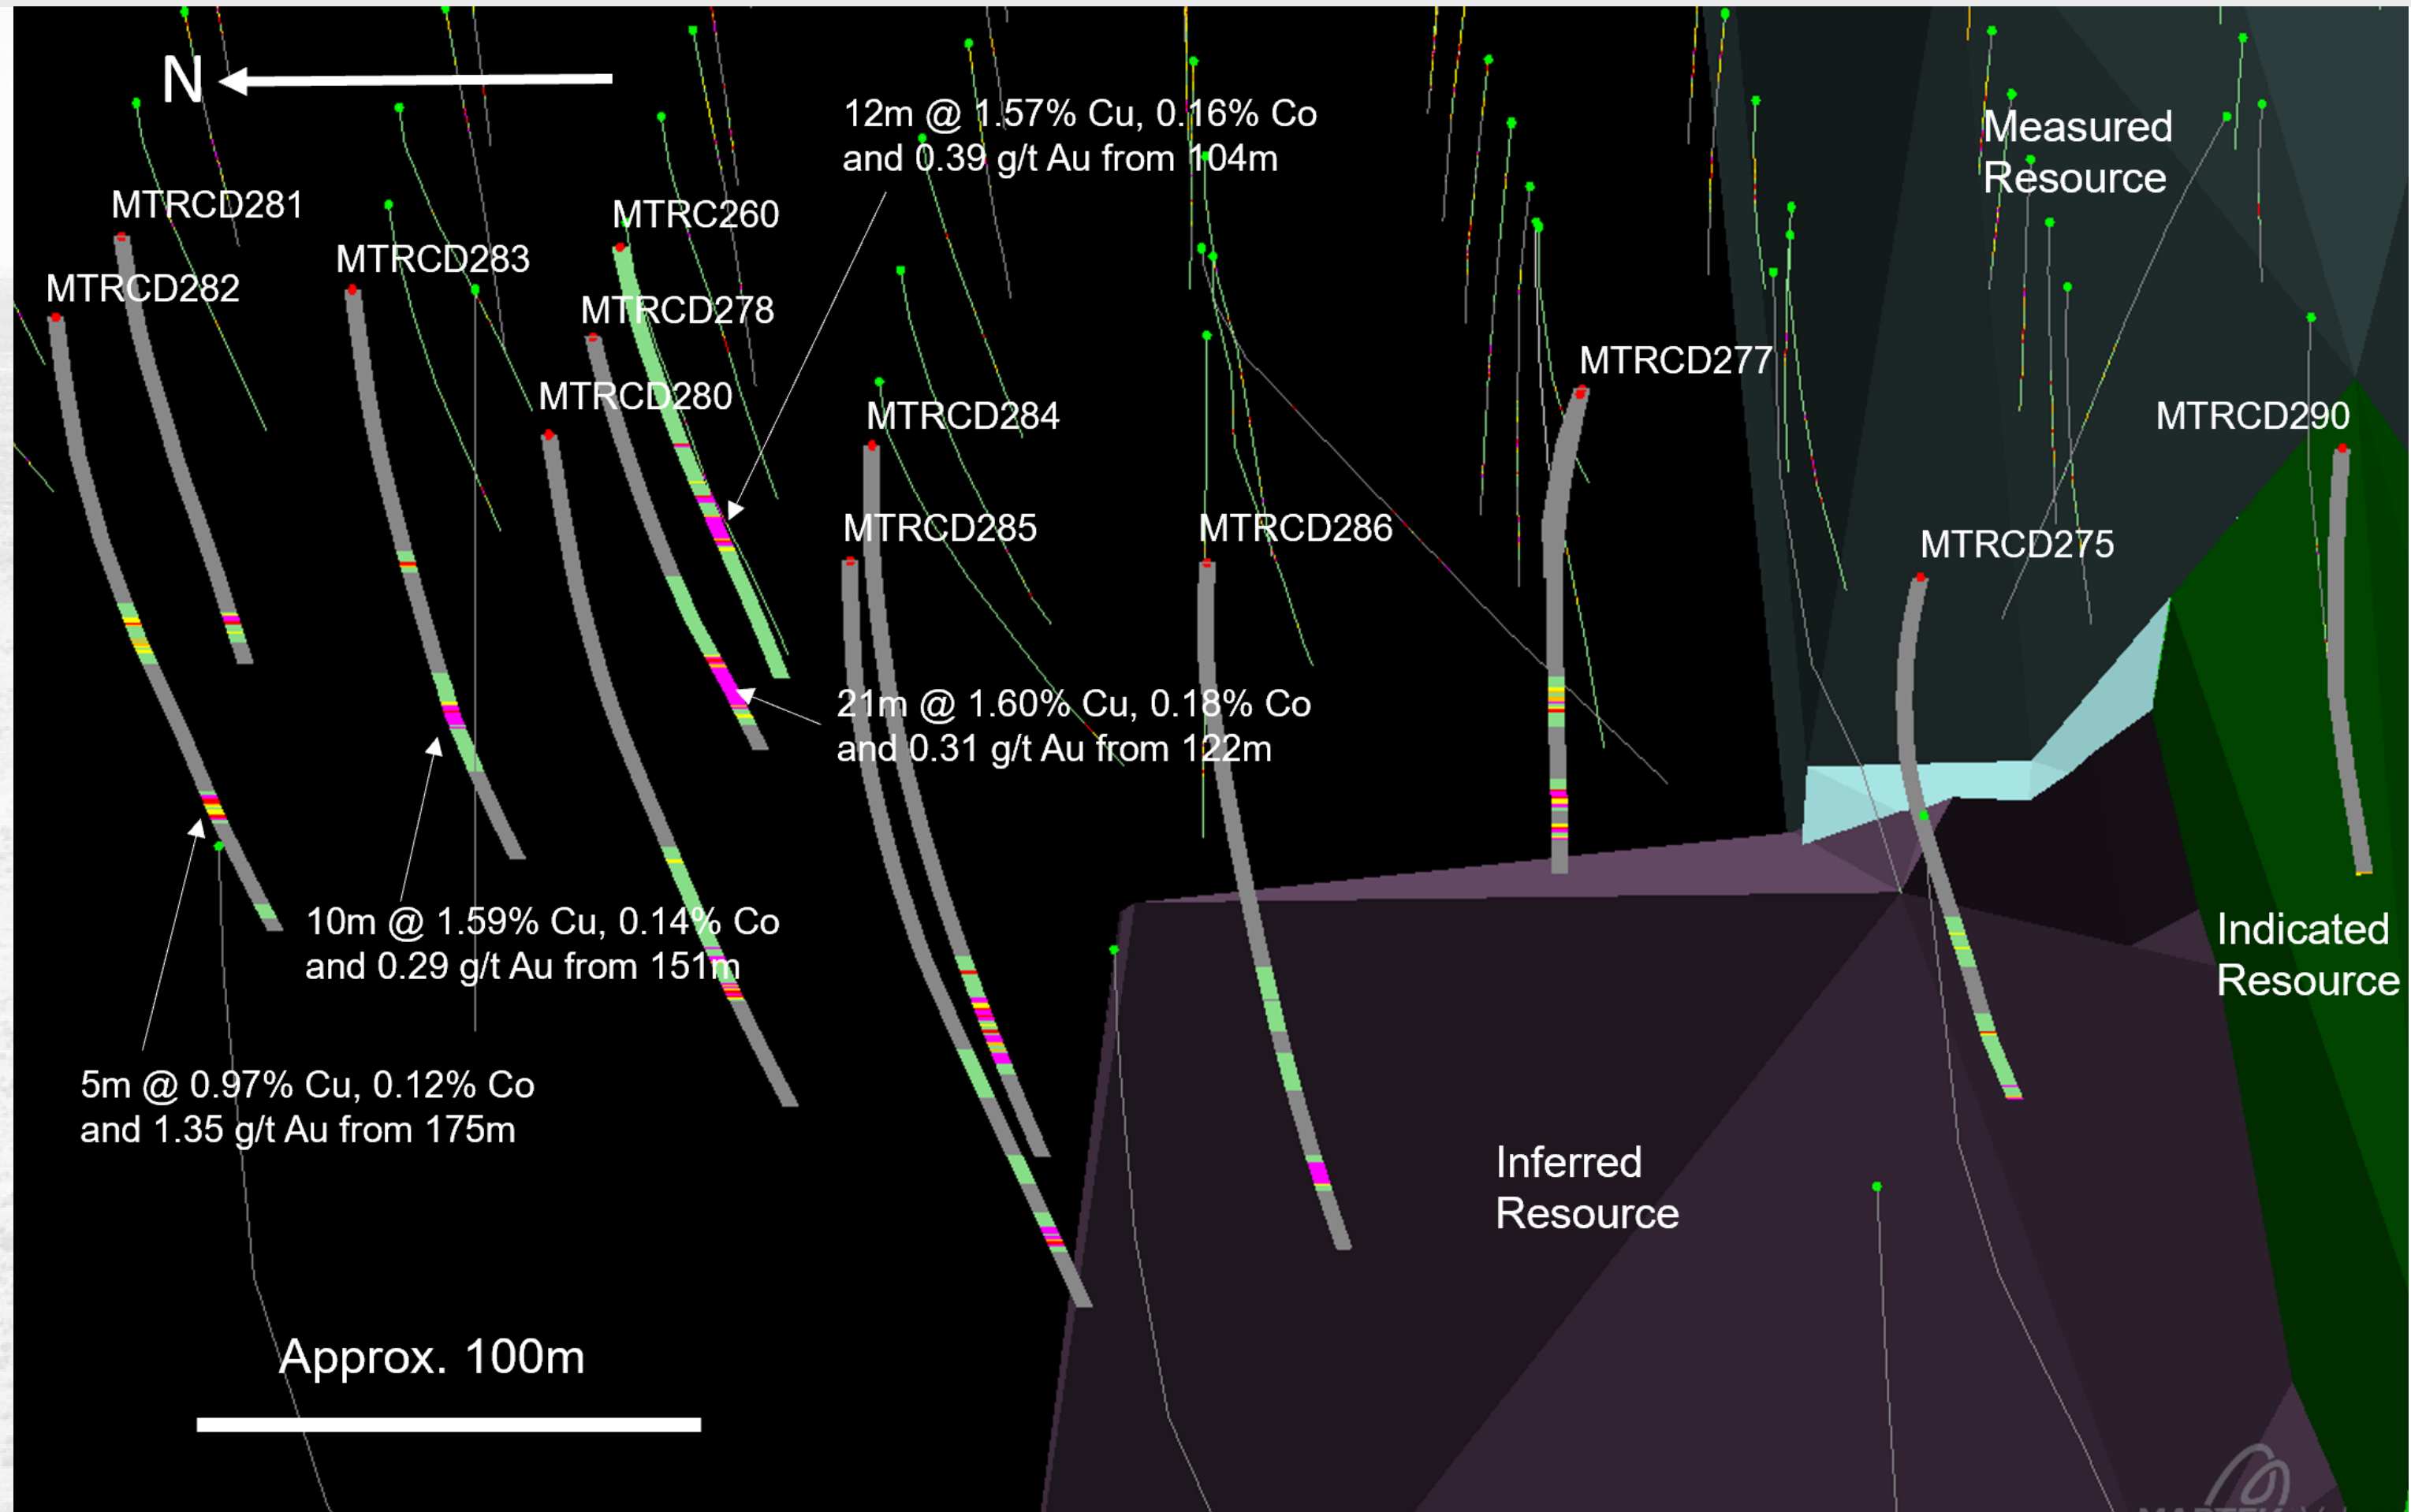 N
12m @ 1.57% Cu, 0.16% Co
and 0.39 g/t Au from 104m
Measured
Resource
MTRCD281
MTRC260
MTRCD283
MTRCD282
MTRCD278
MTRCD277
MTRCD280
MTRCD284
MTRCD290
MTRCD285
MTRCD286
MTRCD275
21m @ 1.60% Cu, 0.18% Co
and 0.31 g/t Au from 122m
10m @ 1.59% Cu, 0.14% Co
and 0.29 g/t Au from 151m
Indicated
Resource
5m @ 0.97% Cu, 0.12% Co
and 1.35 g/t Au from 175m
Inferred
Resource
Approx. 100m